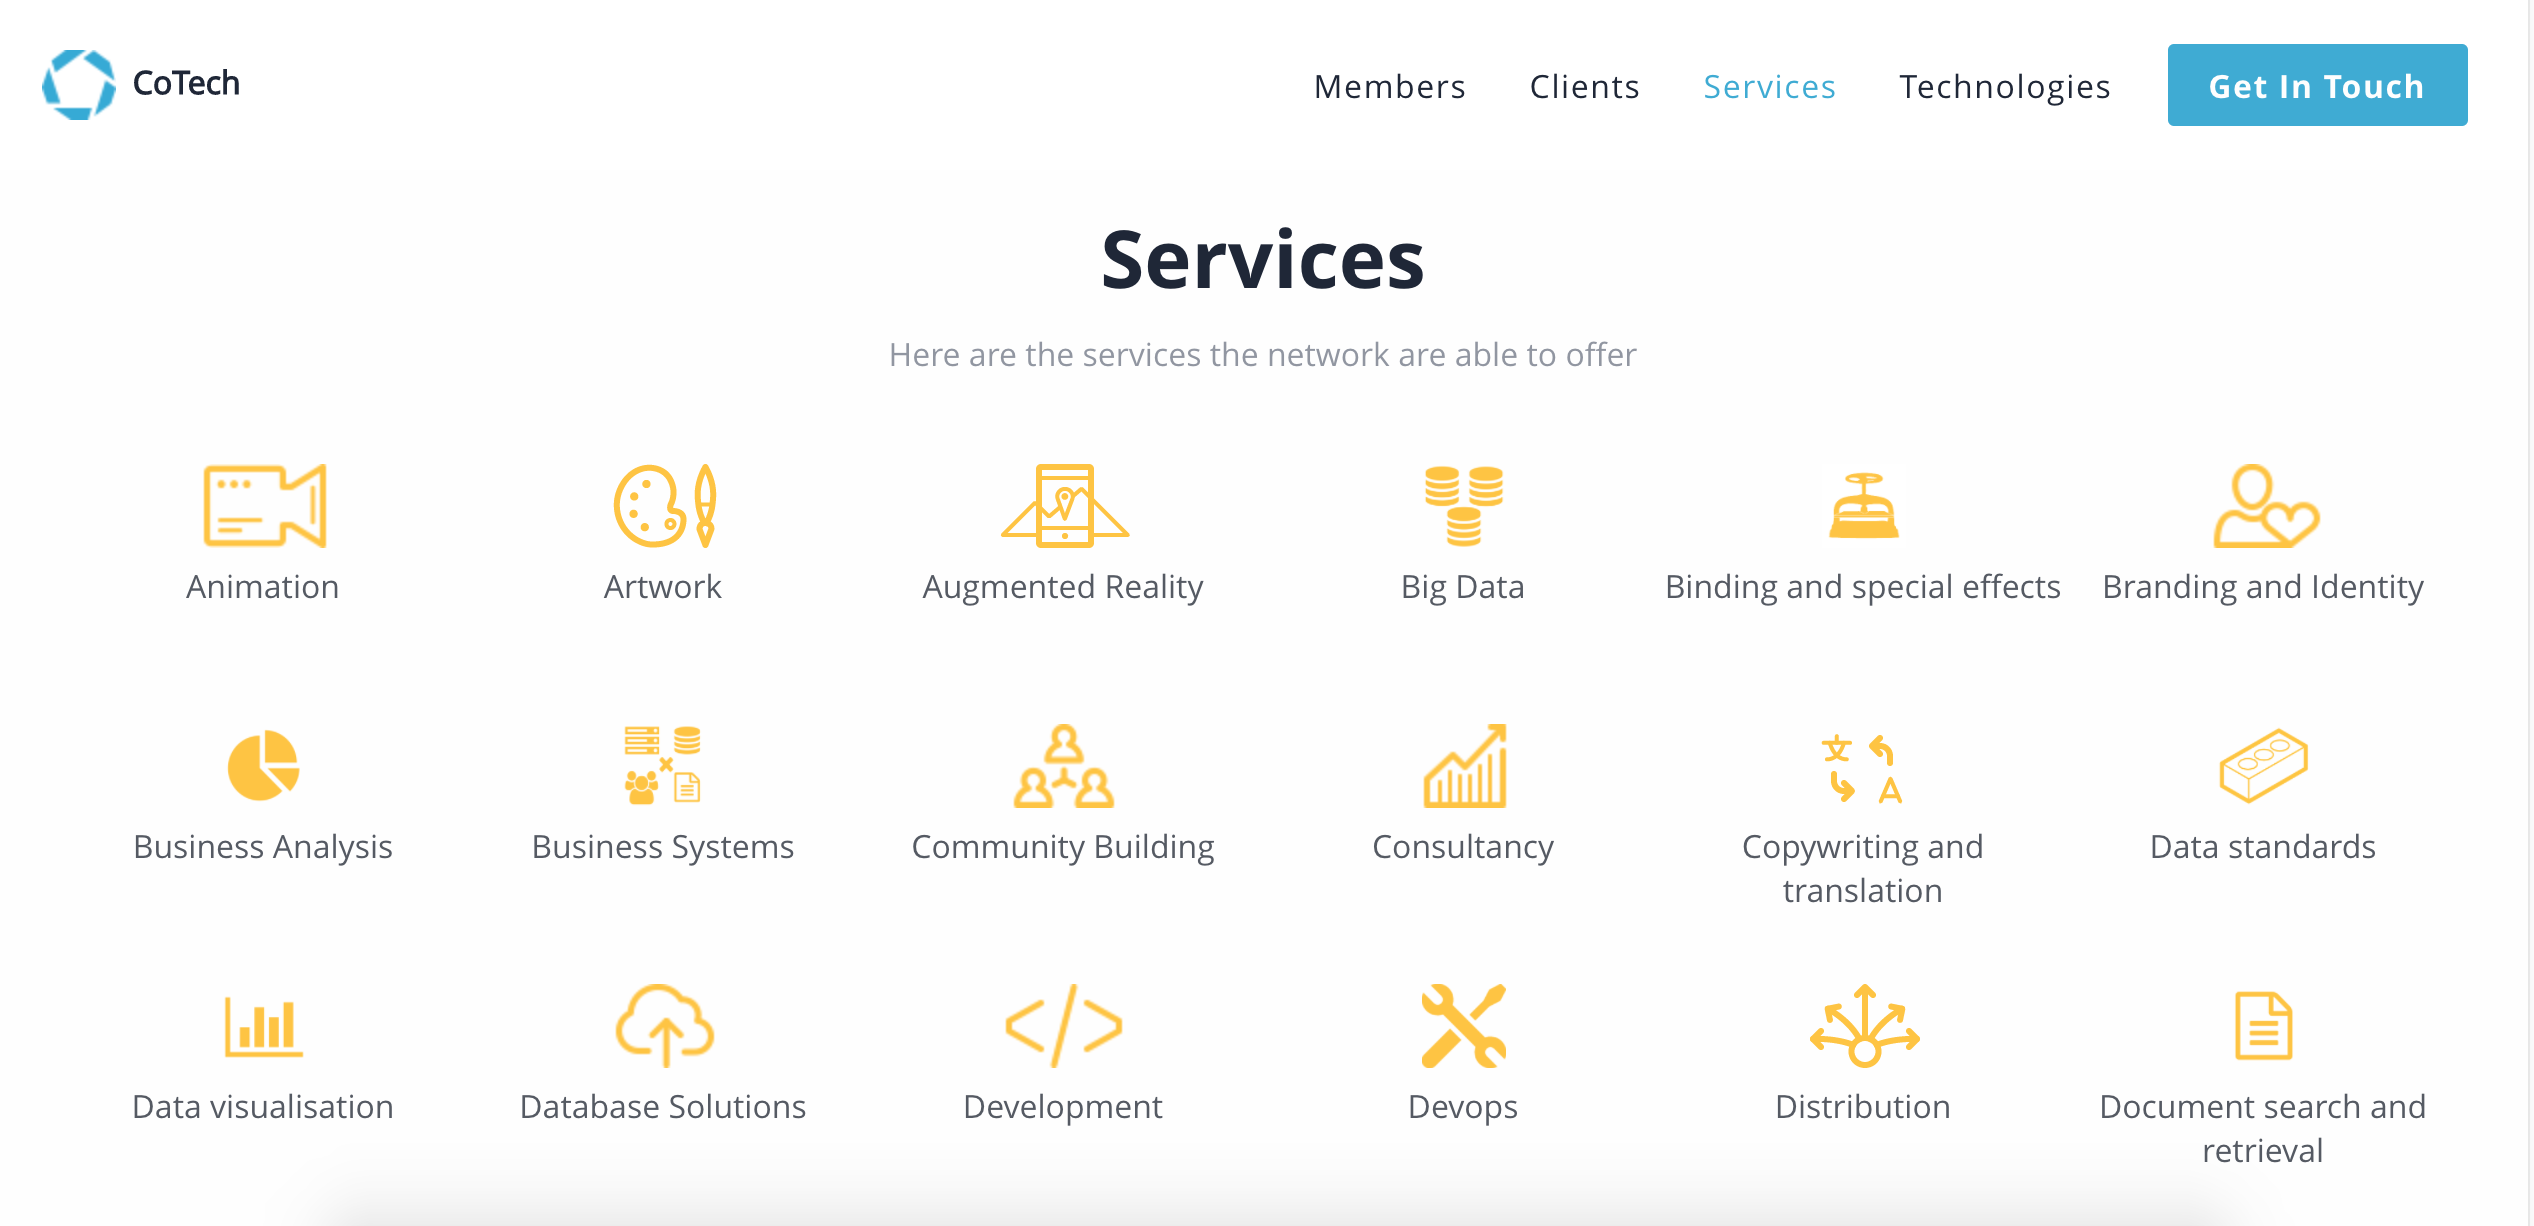 CoTech
Members
Clients
Services
Technologies
Get In Touch
Services
Here are the services the network are able to offer
Animation
Artwork
Augmented Reality
Big Data
Binding and special effects
Branding and Identity
Business Analysis
Business Systems
Community Building
Consultancy
文
A
Copywriting and
translation
Data standards
Data visualisation
Database Solutions
</>
Development
Devops
Distribution
Document search and
retrieval